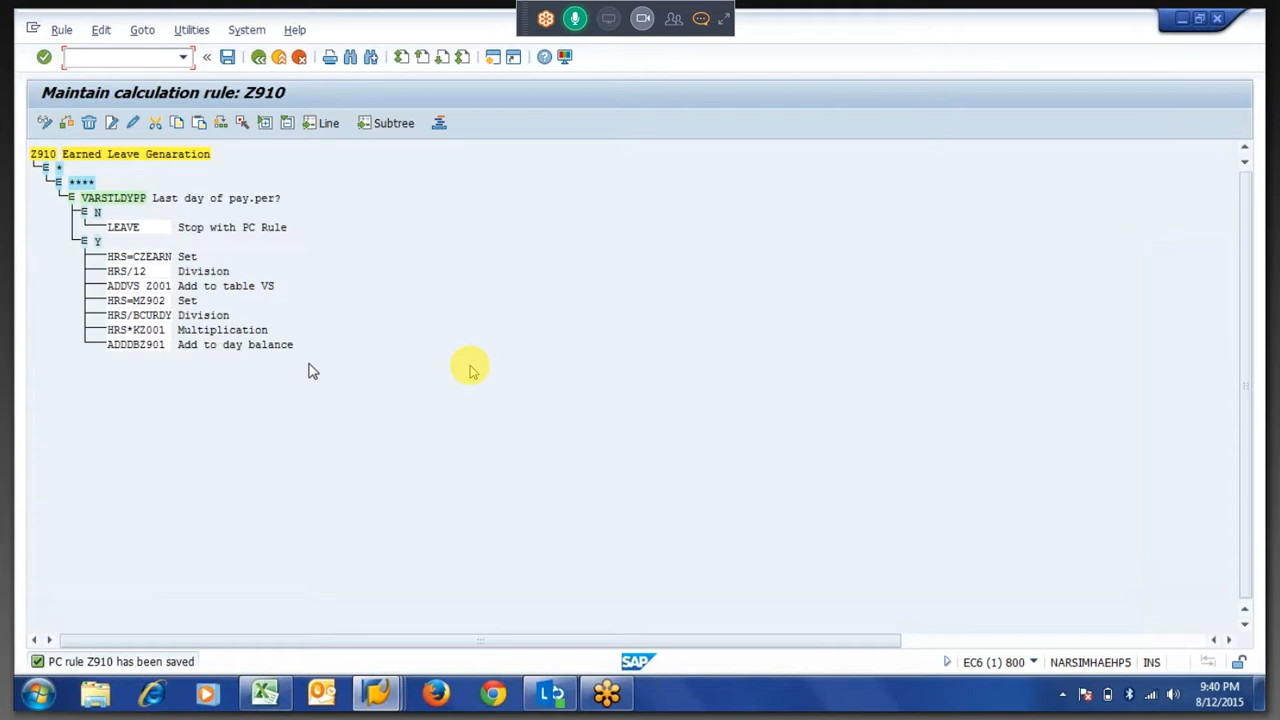 Rule Edit Goto Utilities System Help
Maintain calculation rule: Z910
Line Subtree
Z910 Earned Leave Genaration
*
****
VARSTLDYPP Last day of pay.per?
N
LEAVE Stop with PC Rule
Y
HRS=CZEARN Set
HRS/12 Division
ADDVS Z001 Add to table VS
HRS=MZ902 Set
HRS/BCURDY Division
HRS*KZ001 Multiplication
ADDDBZ901 Add to day balance
PC rule Z910 has been saved
SAP
EC6 (1) 800 NARSIMHAEHP5 INS
9:40 PM
8/12/2015